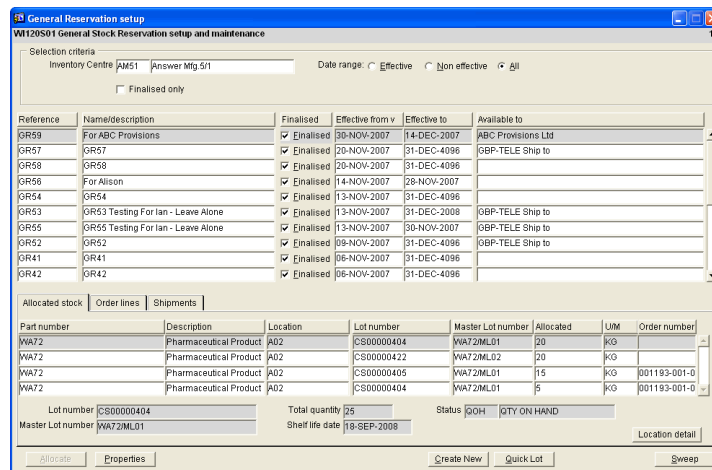 General Reservation setup
WI120S01 General Stock Reservation setup and maintenance 1
Selection criteria
Inventory Centre AM51 Answer Mfg.5/1 Date range: Effective Non effective All
Finalised only
Reference Name/description Finalised Effective from v Effective to Available to
GR59 For ABC Provisions Finalised 30-NOV-2007 14-DEC-2007 ABC Provisions Ltd
GR57 GR57 Finalised 20-NOV-2007 31-DEC-4096 GBP-TELE Ship to
GR58 GR58 Finalised 20-NOV-2007 31-DEC-4096
GR56 For Alison Finalised 14-NOV-2007 28-NOV-2007
GR54 GR54 Finalised 13-NOV-2007 31-DEC-4096
GR53 GR53 Testing For Ian - Leave Alone Finalised 13-NOV-2007 31-DEC-2008 GBP-TELE Ship to
GR55 GR55 Testing For Ian - Leave Alone Finalised 13-NOV-2007 30-NOV-2007 GBP-TELE Ship to
GR52 GR52 Finalised 09-NOV-2007 31-DEC-4096 GBP-TELE Ship to
GR41 GR41 Finalised 06-NOV-2007 31-DEC-4096
GR42 GR42 Finalised 06-NOV-2007 31-DEC-4096
Allocated stock Order lines Shipments
Part number Description Location Lot number Master Lot number Allocated U/M Order number
WA72 Pharmaceutical Product A02 CS00000404 WA72/ML01 20 KG
WA72 Pharmaceutical Product A02 CS00000422 WA72/ML02 20 KG
WA72 Pharmaceutical Product A02 CS00000405 WA72/ML01 15 KG 001193-001-0
WA72 Pharmaceutical Product A02 CS00000404 WA72/ML01 5 KG 001193-001-0
Lot number CS00000404 Total quantity 25 Status QOH QTY ON HAND
Master Lot number WA72/ML01 Shelf life date 18-SEP-2008
Location detail
Allocate Properties Create New Quick Lot Sweep